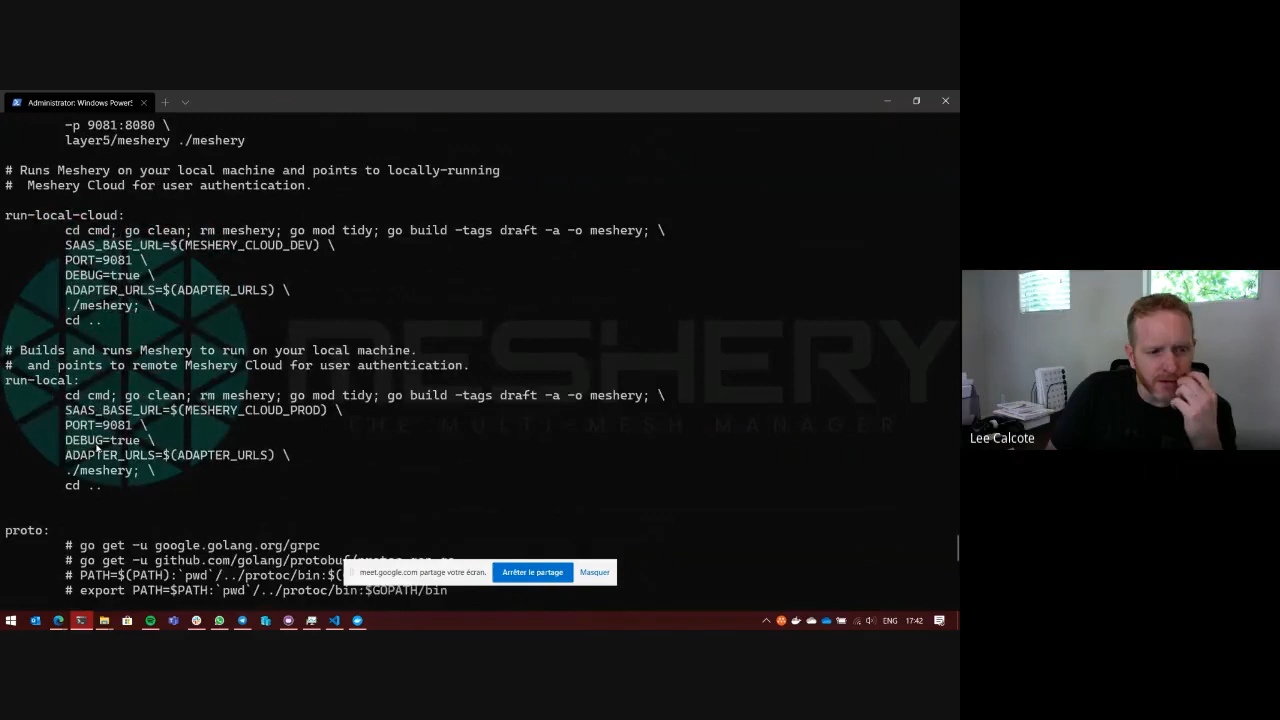 Administrator: Windows PowerS
-p 9081:8080 \
layer5/meshery ./meshery
# Runs Meshery on your local machine and points to locally-running
#  Meshery Cloud for user authentication.
run-local-cloud:
cd cmd; go clean; rm meshery; go mod tidy; go build -tags draft -a -o meshery; \
SAAS_BASE_URL=$(MESHERY_CLOUD_DEV) \
PORT=9081 \
DEBUG=true \
ADAPTER_URLS=$(ADAPTER_URLS) \
./meshery; \
cd ..
MESHERY
THE MULTI-MESH MANAGER
# Builds and runs Meshery to run on your local machine.
#  and points to remote Meshery Cloud for user authentication.
run-local:
cd cmd; go clean; rm meshery; go mod tidy; go build -tags draft -a -o meshery; \
SAAS_BASE_URL=$(MESHERY_CLOUD_PROD) \
PORT=9081 \
DEBUG=true \
ADAPTER_URLS=$(ADAPTER_URLS) \
./meshery; \
cd ..
proto:
# go get -u google.golang.org/grpc
# go get -u github.com/golang/protobuf/
# PATH=$(PATH):`pwd`/../protoc/bin:$(
# export PATH=$PATH:`pwd`/../protoc/bin:$GOPATH/bin
meet.google.com partage votre écran.
Arrêter le partage
Masquer
ENG
17:42
Lee Calcote